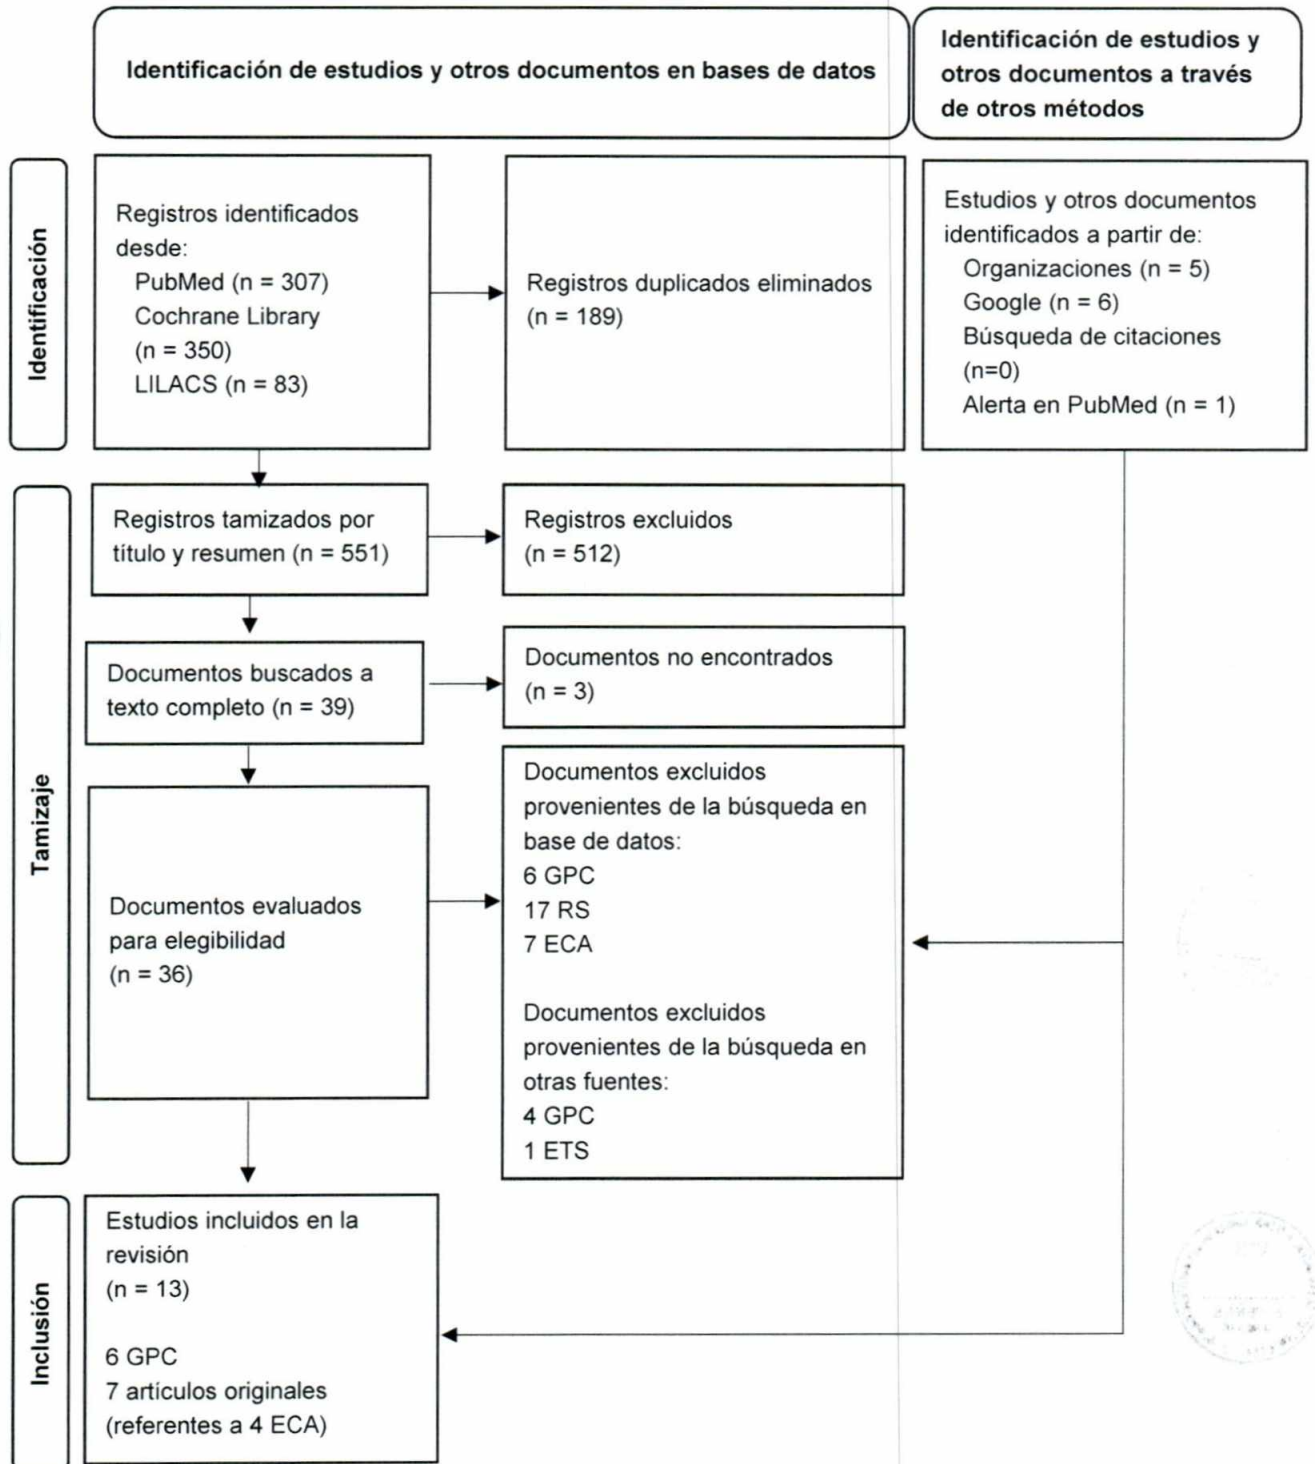 Identificación de estudios y otros documentos en bases de datos
Identificación de estudios y
otros documentos a través
de otros métodos
Identificación
Registros identificados
desde:
PubMed (n = 307)
Cochrane Library
(n = 350)
LILACS (n = 83)
Registros duplicados eliminados
(n = 189)
Estudios y otros documentos
identificados a partir de:
Organizaciones (n = 5)
Google (n = 6)
Búsqueda de citaciones
(n=0)
Alerta en PubMed (n = 1)
Tamizaje
Registros tamizados por
título y resumen (n = 551)
Registros excluidos
(n = 512)
Documentos buscados a
texto completo (n = 39)
Documentos no encontrados
(n = 3)
Documentos evaluados
para elegibilidad
(n = 36)
Documentos excluidos
provenientes de la búsqueda en
base de datos:
6 GPC
17 RS
7 ECA
Documentos excluidos
provenientes de la búsqueda en
otras fuentes:
4 GPC
1 ETS
Inclusión
Estudios incluidos en la
revisión
(n = 13)
6 GPC
7 artículos originales
(referentes a 4 ECA)